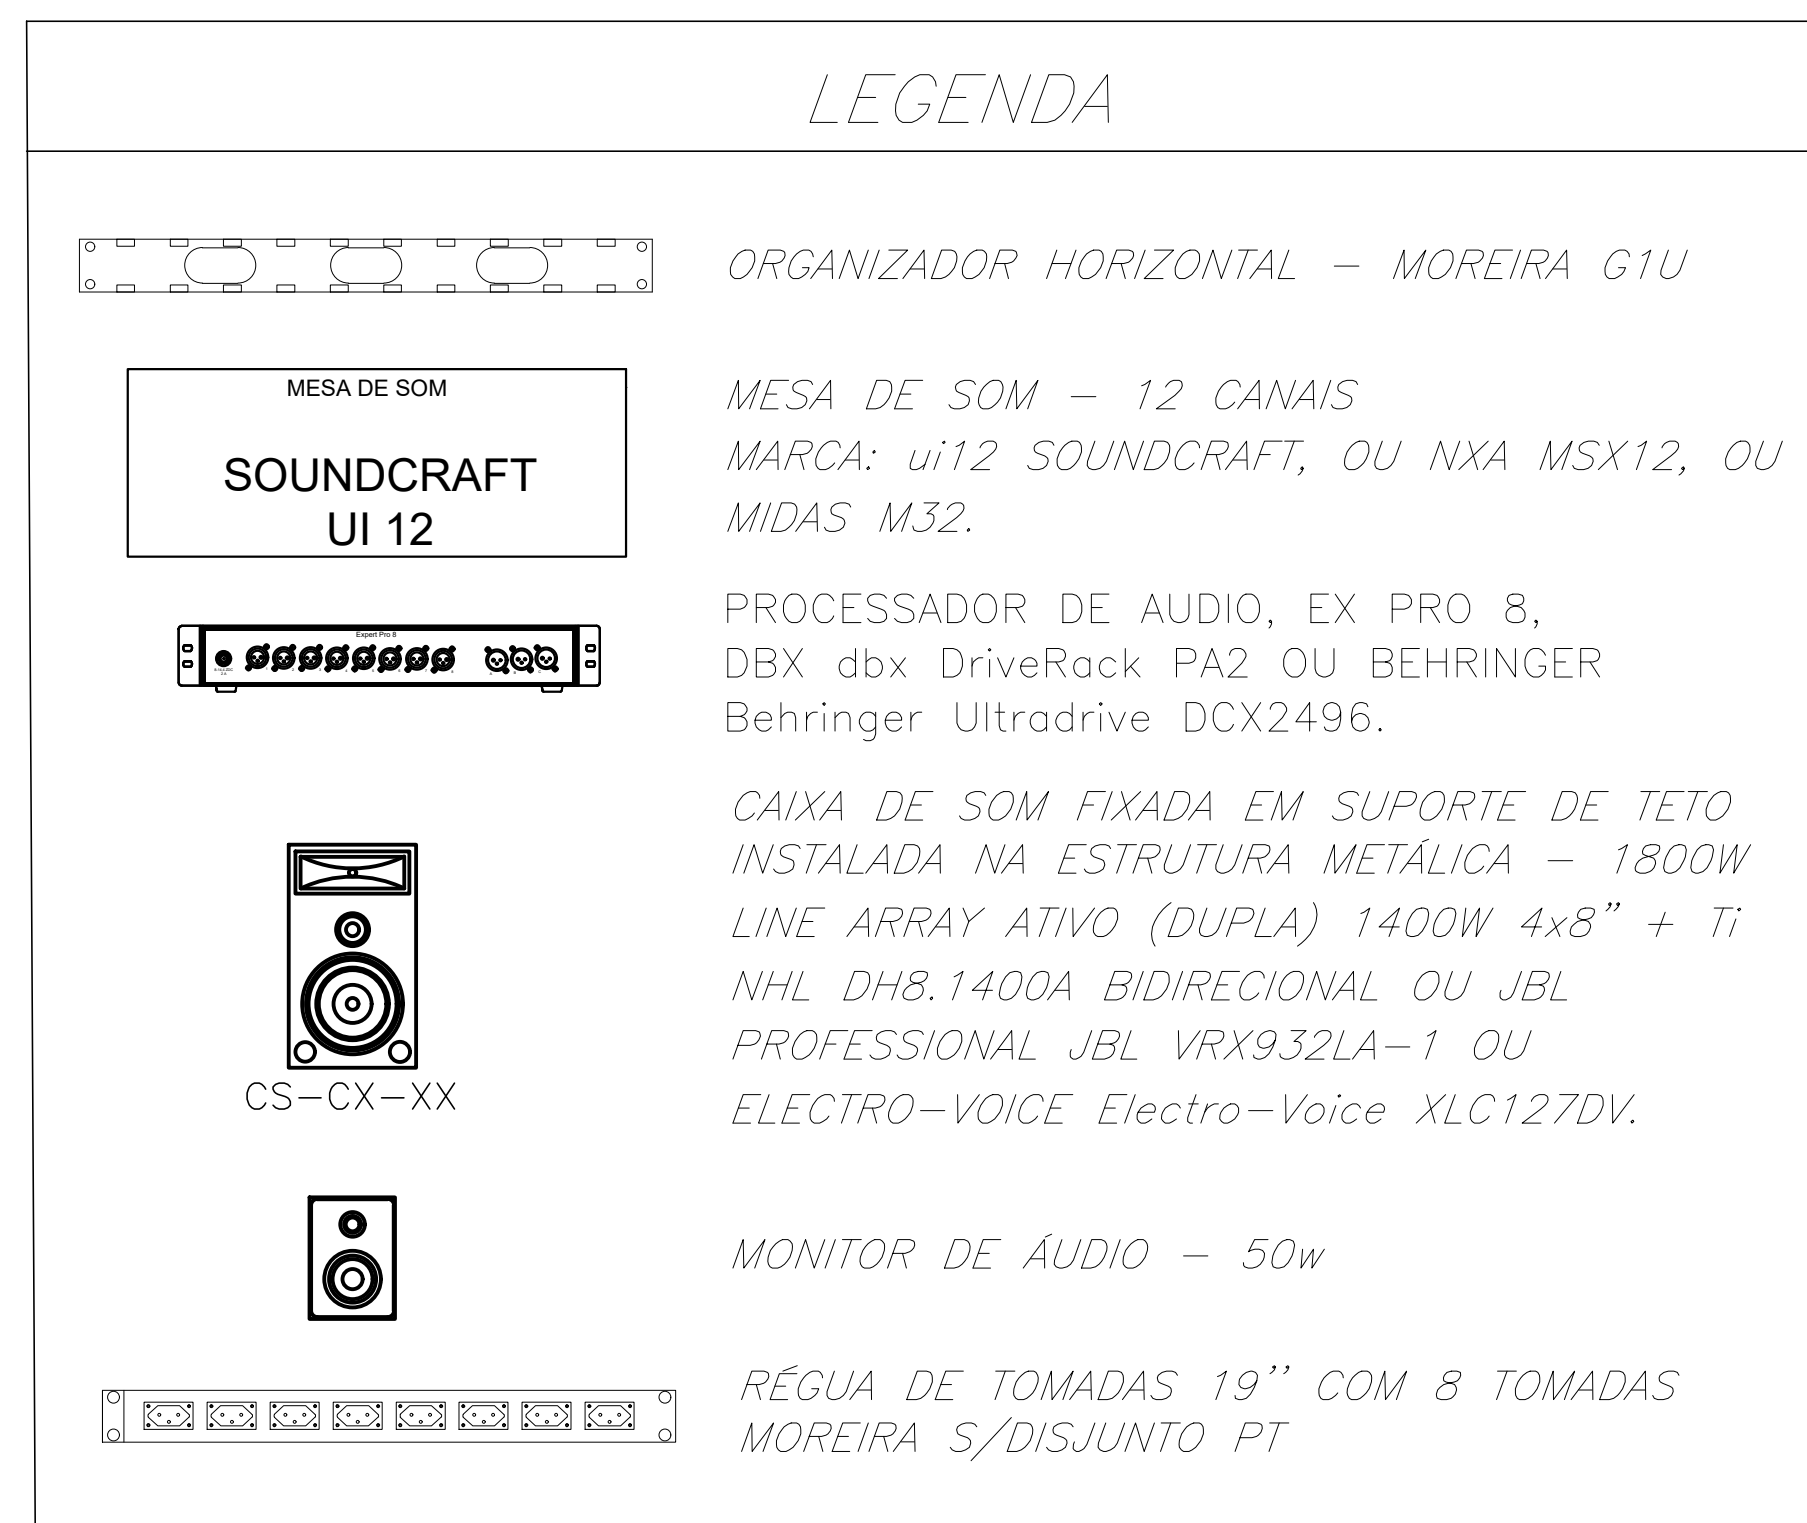 LEGENDA
ORGANIZADOR HORIZONTAL – MOREIRA G1U
MESA DE SOM
SOUNDCRAFT
UI 12
MESA DE SOM – 12 CANAIS
MARCA: ui12 SOUNDCRAFT, OU NXA MSX12, OU
MIDAS M32.
Expert Pro 8
PROCESSADOR DE AUDIO, EX PRO 8,
DBX dbx DriveRack PA2 OU BEHRINGER
Behringer Ultradrive DCX2496.
CS–CX–XX
CAIXA DE SOM FIXADA EM SUPORTE DE TETO
INSTALADA NA ESTRUTURA METÁLICA – 1800W
LINE ARRAY ATIVO (DUPLA) 1400W 4x8” + Ti
NHL DH8.1400A BIDIRECIONAL OU JBL
PROFESSIONAL JBL VRX932LA–1 OU
ELECTRO–VOICE Electro–Voice XLC127DV.
MONITOR DE ÁUDIO – 50w
RÉGUA DE TOMADAS 19’’ COM 8 TOMADAS
MOREIRA S/DISJUNTO PT